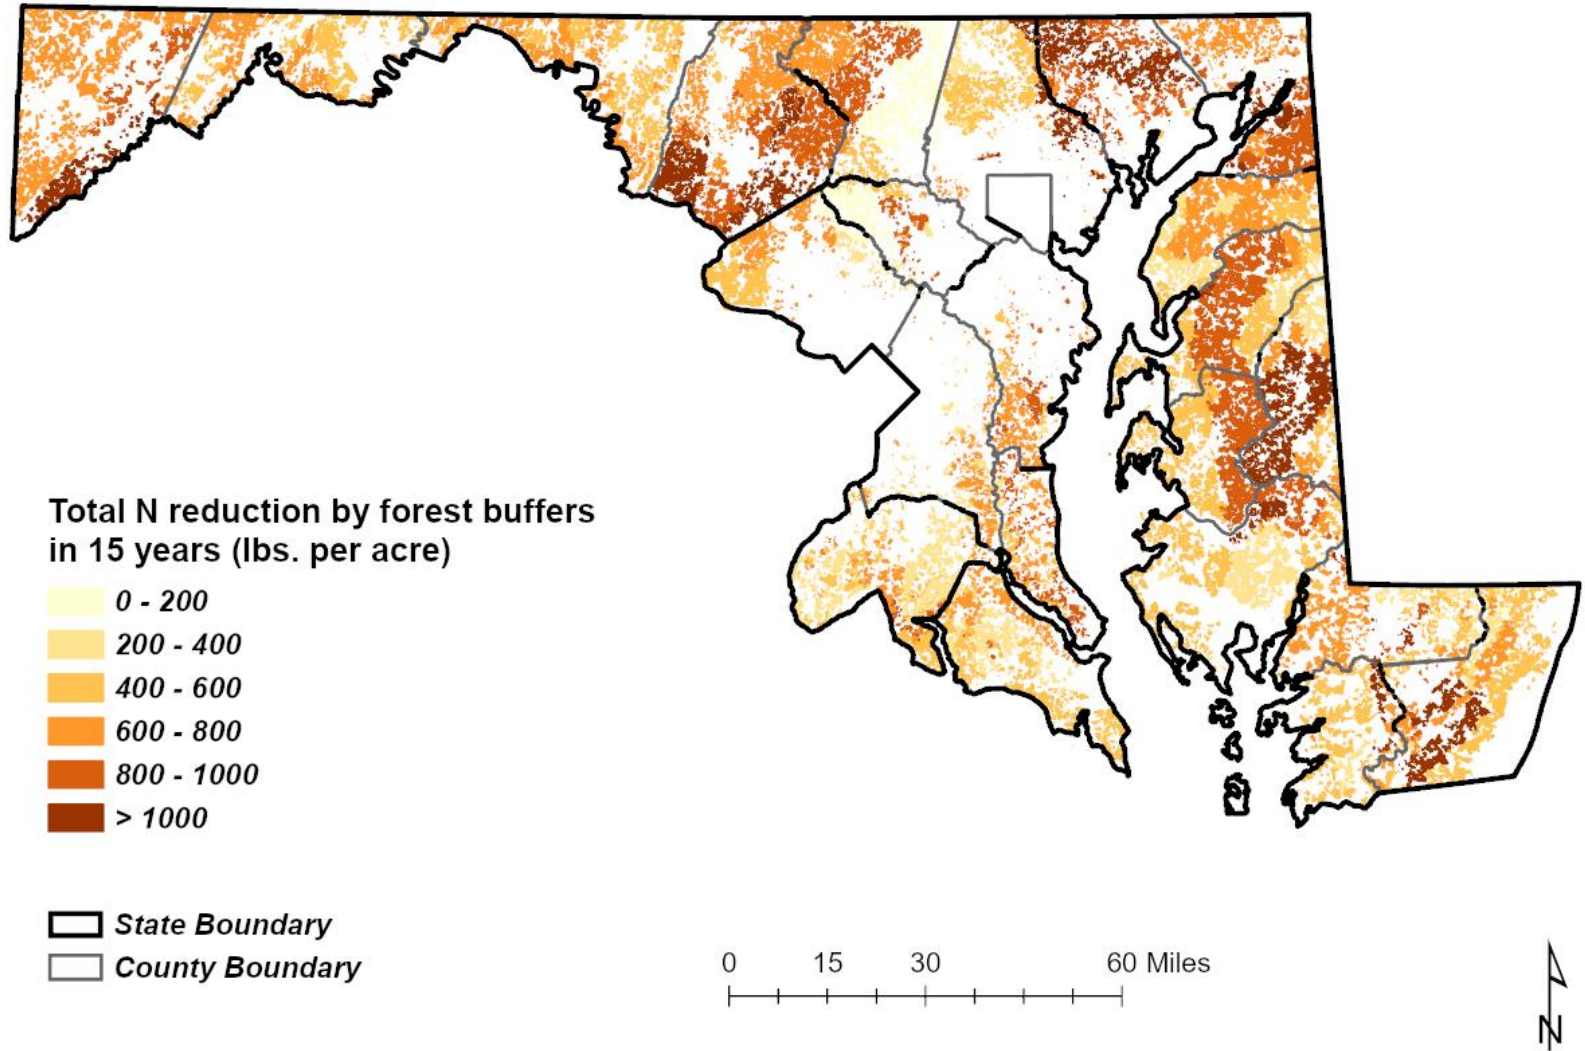 Total N reduction by forest buffers
in 15 years (lbs. per acre)
0 - 200
200 - 400
400 - 600
600 - 800
800 - 1000
> 1000
State Boundary
County Boundary
0 15 30 60 Miles
N